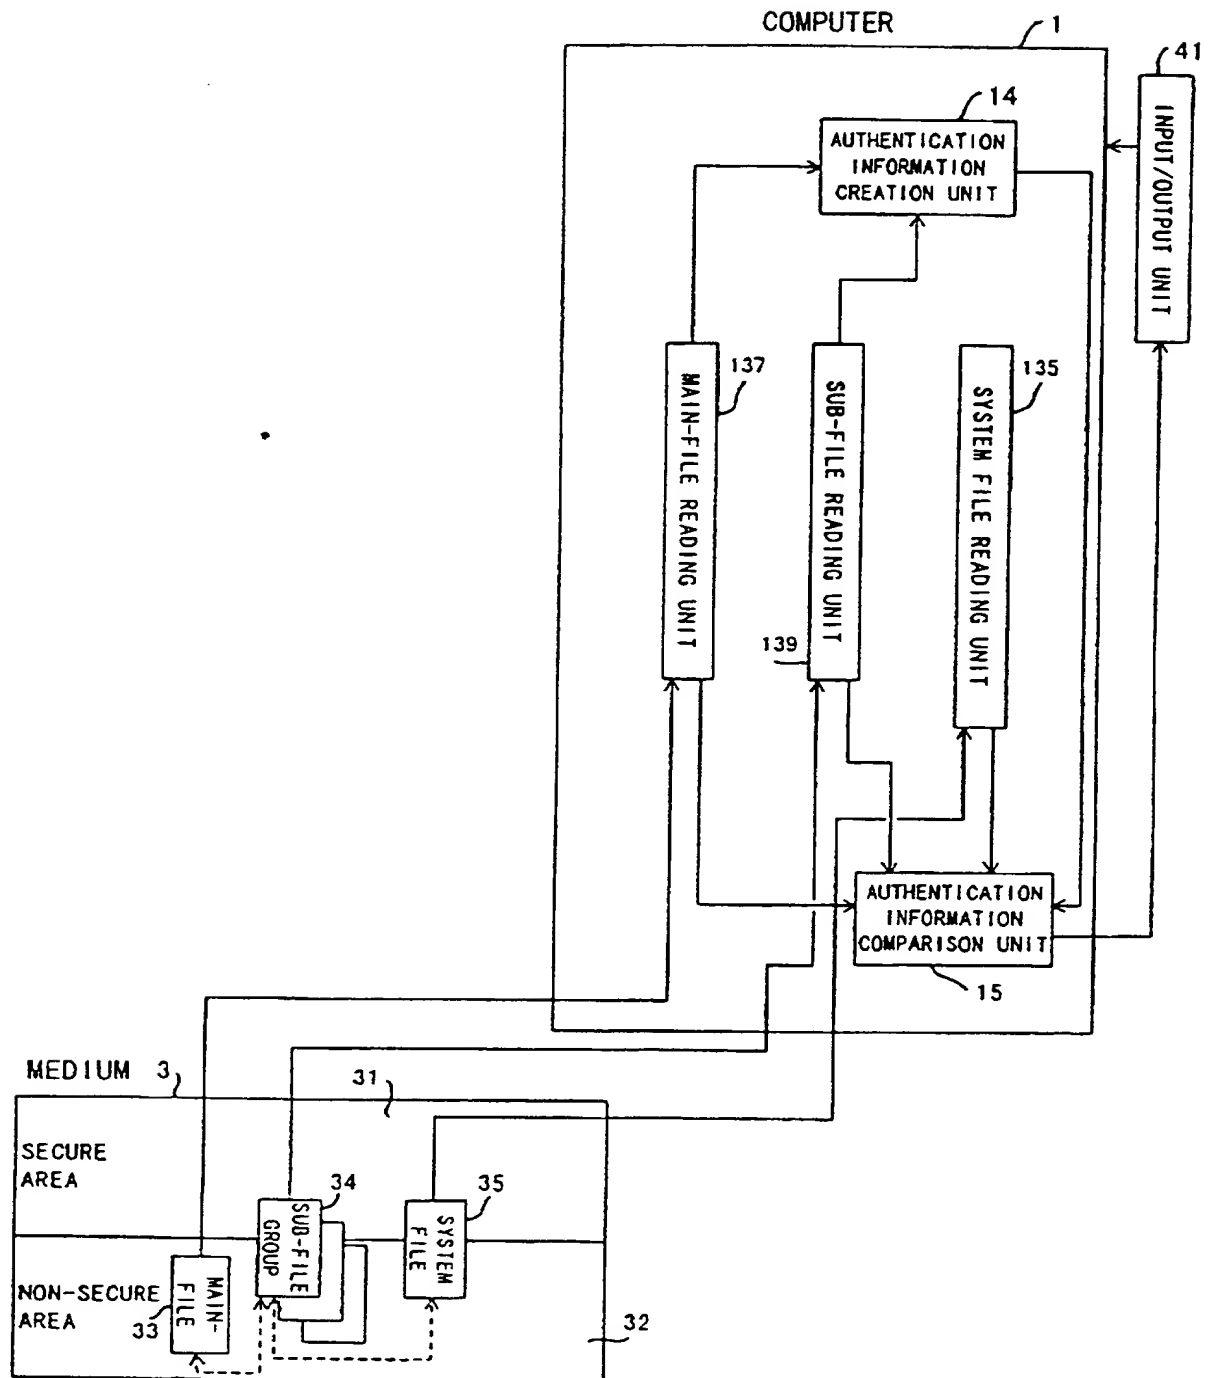 COMPUTER
1
41
14
AUTHENTICATION
INFORMATION
CREATION UNIT
INPUT/OUTPUT UNIT
137
MAIN-FILE READING UNIT
SUB-FILE READING UNIT
139
135
SYSTEM FILE READING UNIT
AUTHENTICATION
INFORMATION
COMPARISON UNIT
15
MEDIUM
3
31
SECURE
AREA
34
SUB-FILE
GROUP
35
SYSTEM
FILE
NON-SECURE
AREA
33
MAIN-
FILE
32